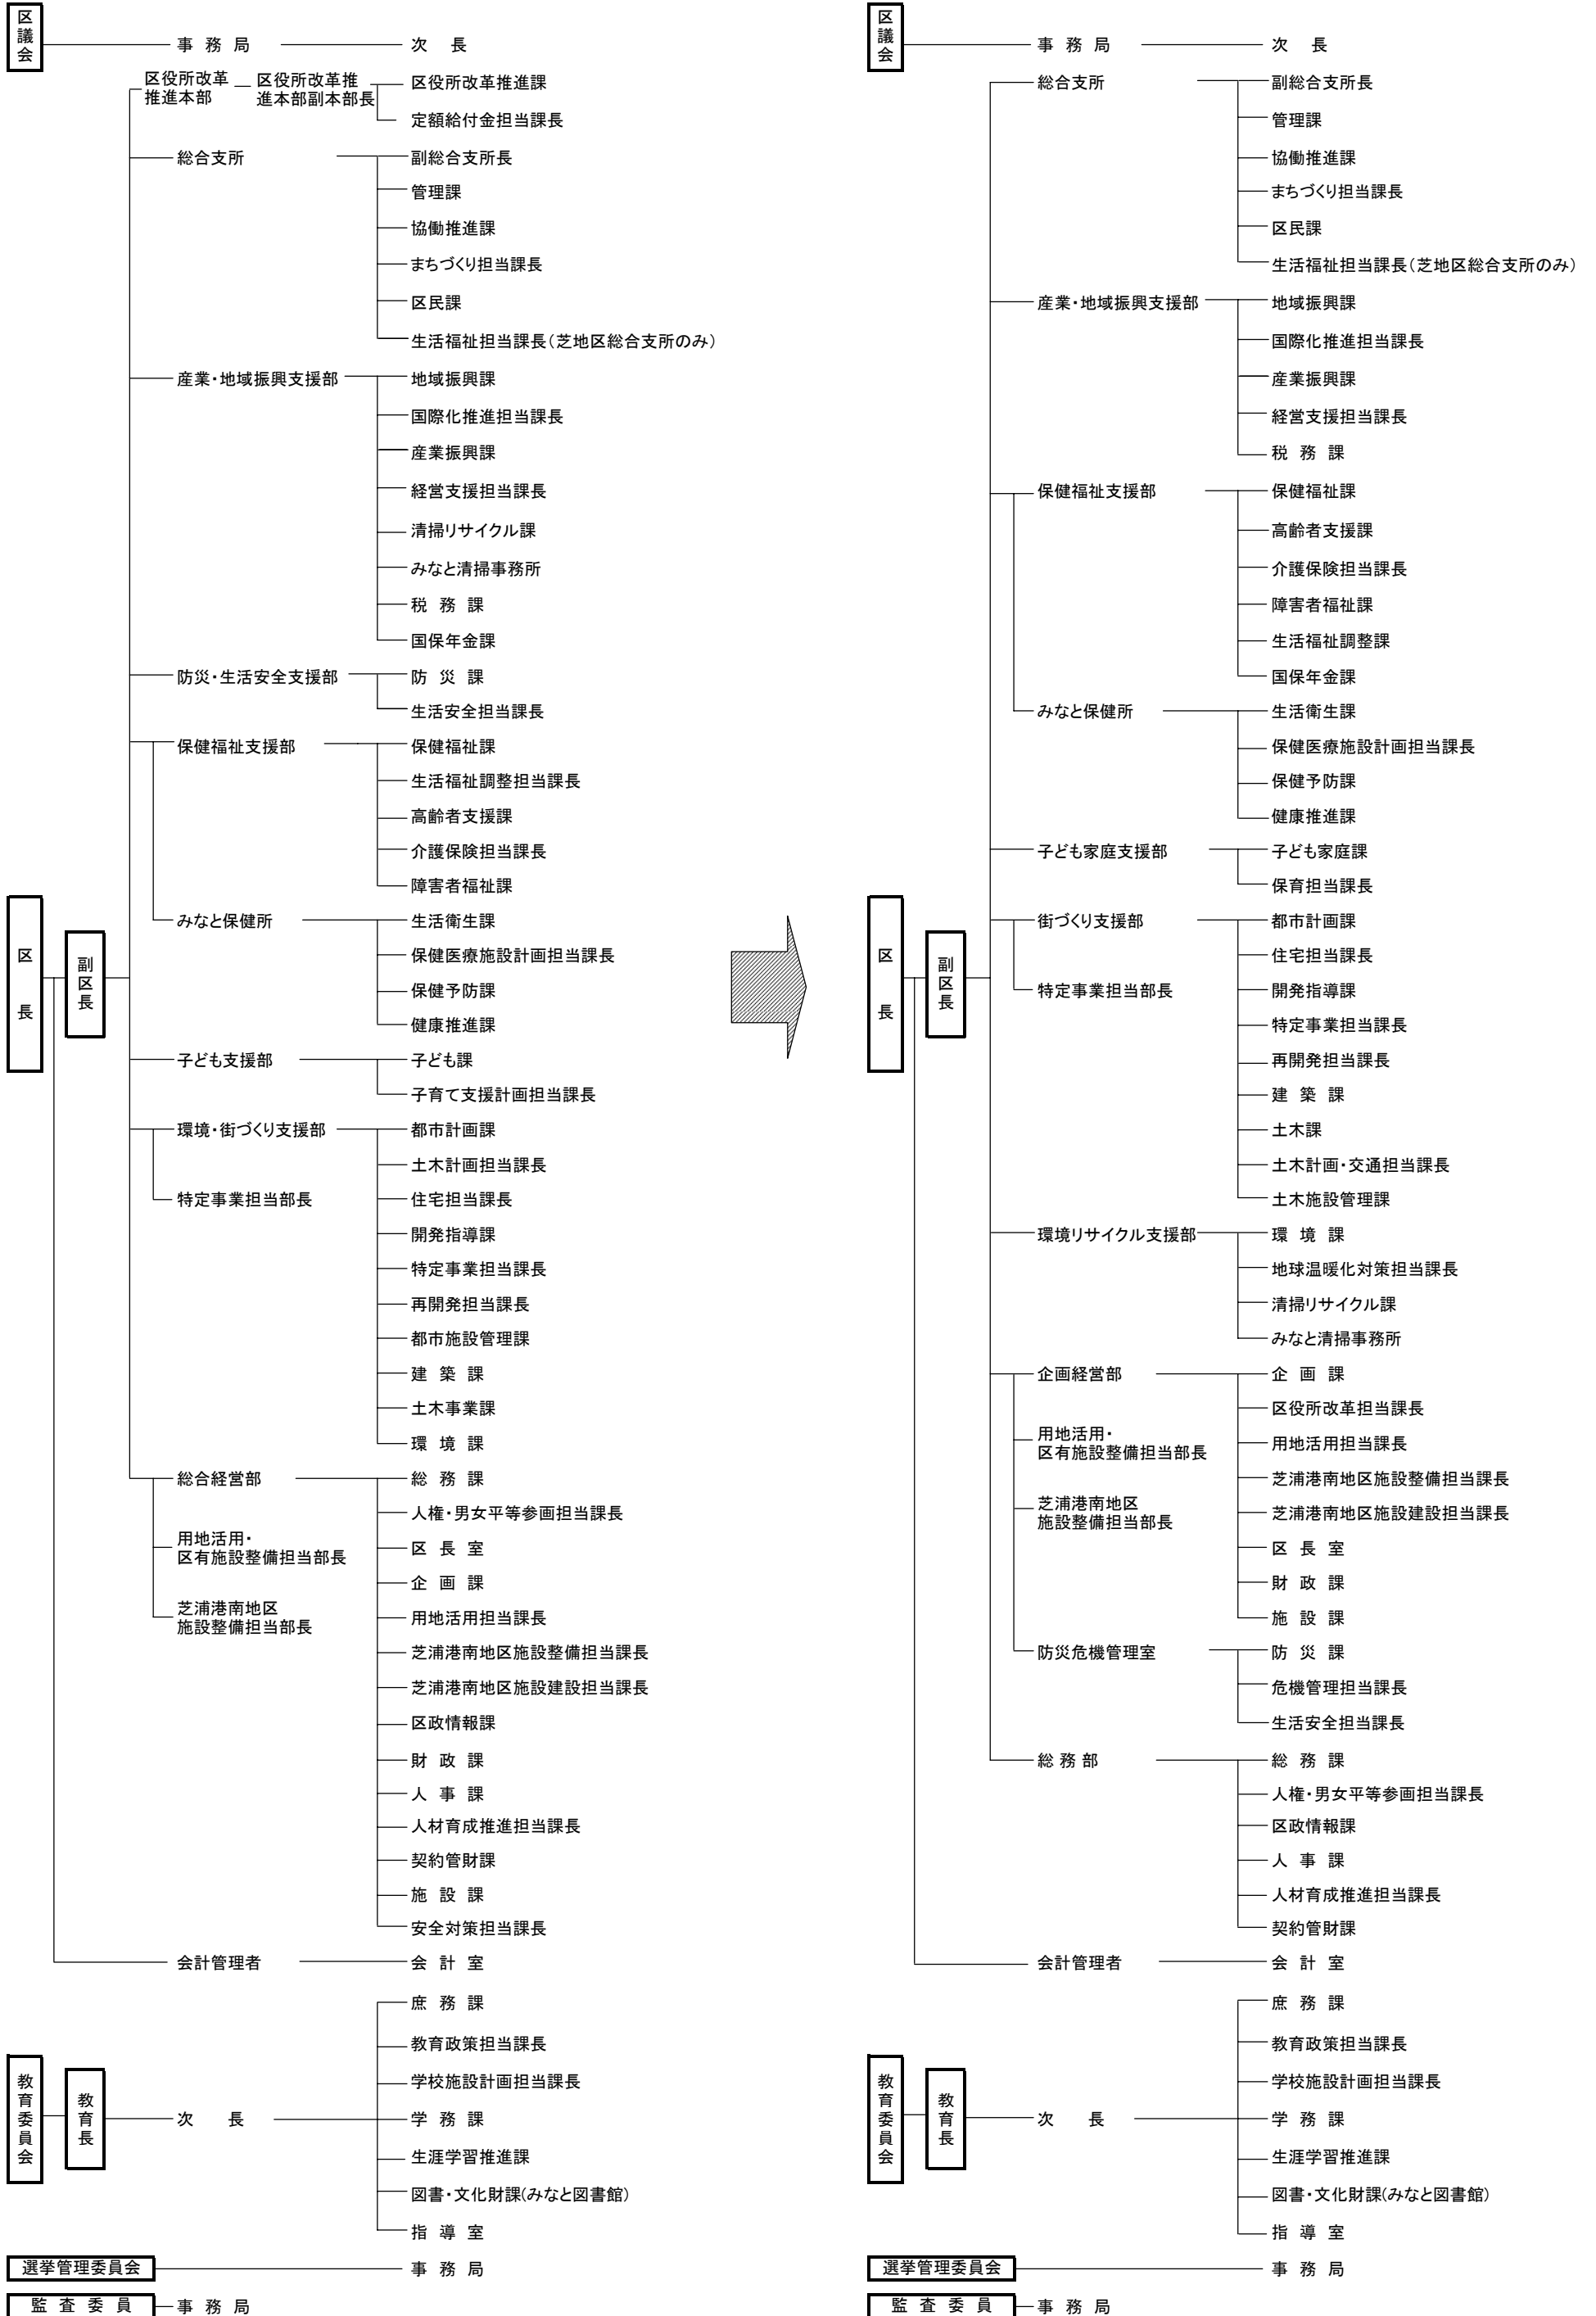 区議会
事務局
次長
区役所改革
推進本部
区役所改革推
進本部副本部長
区役所改革推進課
定額給付金担当課長
総合支所
副総合支所長
管理課
協働推進課
まちづくり担当課長
区民課
生活福祉担当課長(芝地区総合支所のみ)
産業・地域振興支援部
地域振興課
国際化推進担当課長
産業振興課
経営支援担当課長
清掃リサイクル課
みなと清掃事務所
税務課
国保年金課
防災・生活安全支援部
防災課
生活安全担当課長
保健福祉支援部
保健福祉課
生活福祉調整担当課長
高齢者支援課
介護保険担当課長
障害者福祉課
みなと保健所
生活衛生課
保健医療施設計画担当課長
保健予防課
健康推進課
区長
副区長
子ども支援部
子ども課
子育て支援計画担当課長
環境・街づくり支援部
都市計画課
土木計画担当課長
特定事業担当部長
住宅担当課長
開発指導課
特定事業担当課長
再開発担当課長
都市施設管理課
建築課
土木事業課
環境課
総合経営部
総務課
人権・男女平等参画担当課長
用地活用・
区有施設整備担当部長
区長室
企画課
芝浦港南地区
施設整備担当部長
用地活用担当課長
芝浦港南地区施設整備担当課長
芝浦港南地区施設建設担当課長
区政情報課
財政課
人事課
人材育成推進担当課長
契約管財課
施設課
安全対策担当課長
会計管理者
会計室
教育委員会
教育長
次長
庶務課
教育政策担当課長
学校施設計画担当課長
学務課
生涯学習推進課
図書・文化財課(みなと図書館)
指導室
選挙管理委員会
事務局
監査委員
事務局
区議会
事務局
次長
総合支所
副総合支所長
管理課
協働推進課
まちづくり担当課長
区民課
生活福祉担当課長(芝地区総合支所のみ)
産業・地域振興支援部
地域振興課
国際化推進担当課長
産業振興課
経営支援担当課長
税務課
保健福祉支援部
保健福祉課
高齢者支援課
介護保険担当課長
障害者福祉課
生活福祉調整課
国保年金課
みなと保健所
生活衛生課
保健医療施設計画担当課長
保健予防課
健康推進課
子ども家庭支援部
子ども家庭課
保育担当課長
区長
副区長
街づくり支援部
都市計画課
住宅担当課長
特定事業担当部長
開発指導課
特定事業担当課長
再開発担当課長
建築課
土木課
土木計画・交通担当課長
土木施設管理課
環境リサイクル支援部
環境課
地球温暖化対策担当課長
清掃リサイクル課
みなと清掃事務所
企画経営部
企画課
区役所改革担当課長
用地活用・
区有施設整備担当部長
用地活用担当課長
芝浦港南地区
施設整備担当部長
芝浦港南地区施設整備担当課長
芝浦港南地区施設建設担当課長
区長室
財政課
施設課
防災危機管理室
防災課
危機管理担当課長
生活安全担当課長
総務部
総務課
人権・男女平等参画担当課長
区政情報課
人事課
人材育成推進担当課長
契約管財課
会計管理者
会計室
教育委員会
教育長
次長
庶務課
教育政策担当課長
学校施設計画担当課長
学務課
生涯学習推進課
図書・文化財課(みなと図書館)
指導室
選挙管理委員会
事務局
監査委員
事務局